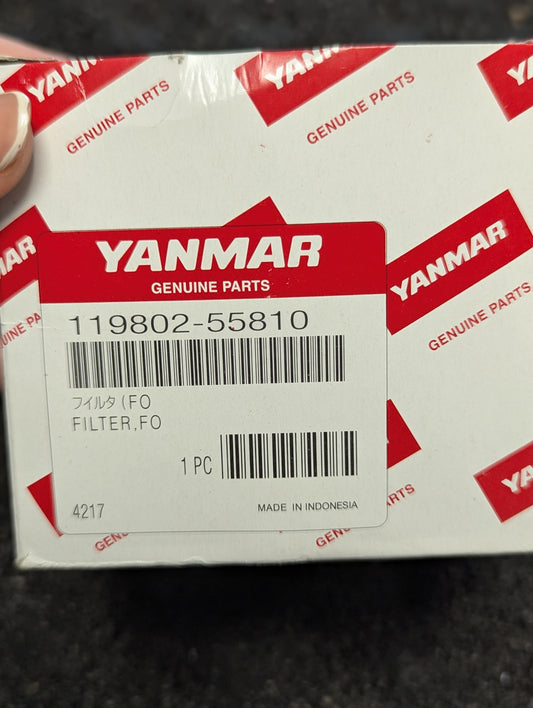 YANMAR
GENUINE PARTS
YANMAR
GENUINE PARTS
YANMAR
GENUINE PARTS
119802-55810
フイルタ(FO
FILTER,FO
1 PC
4217
MADE IN INDONESIA
YANMAR
GENUINE PARTS